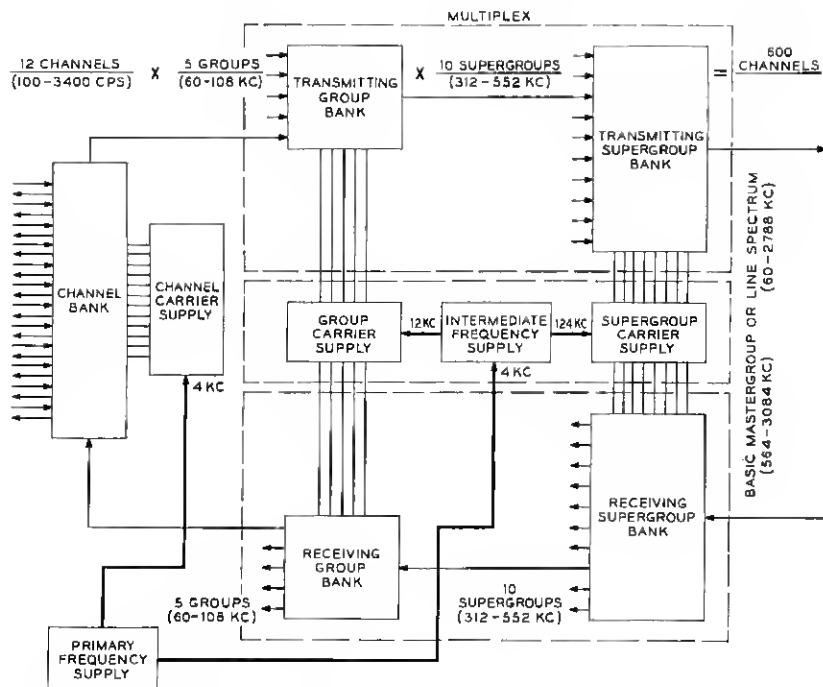 MULTIPLEX
12 CHANNELS
(100-3400 CPS)
X
5 GROUPS
(60-108 KC)
TRANSMITTING
GROUP
BANK
X
10 SUPERGROUPS
(312-552 KC)
=
600
CHANNELS
TRANSMITTING
SUPERGROUP
BANK
CHANNEL
BANK
CHANNEL
CARRIER
SUPPLY
4 KC
GROUP
CARRIER
SUPPLY
12 KC
INTERMEDIATE
FREQUENCY
SUPPLY
4 KC
124 KC
SUPERGROUP
CARRIER
SUPPLY
BASIC MASTERGROUP OR LINE SPECTRUM
(564-3084 KC)
(60-2788 KC)
RECEIVING
GROUP
BANK
RECEIVING
SUPERGROUP
BANK
5 GROUPS
(60-108 KC)
10
SUPERGROUPS
(312-552 KC)
PRIMARY
FREQUENCY
SUPPLY